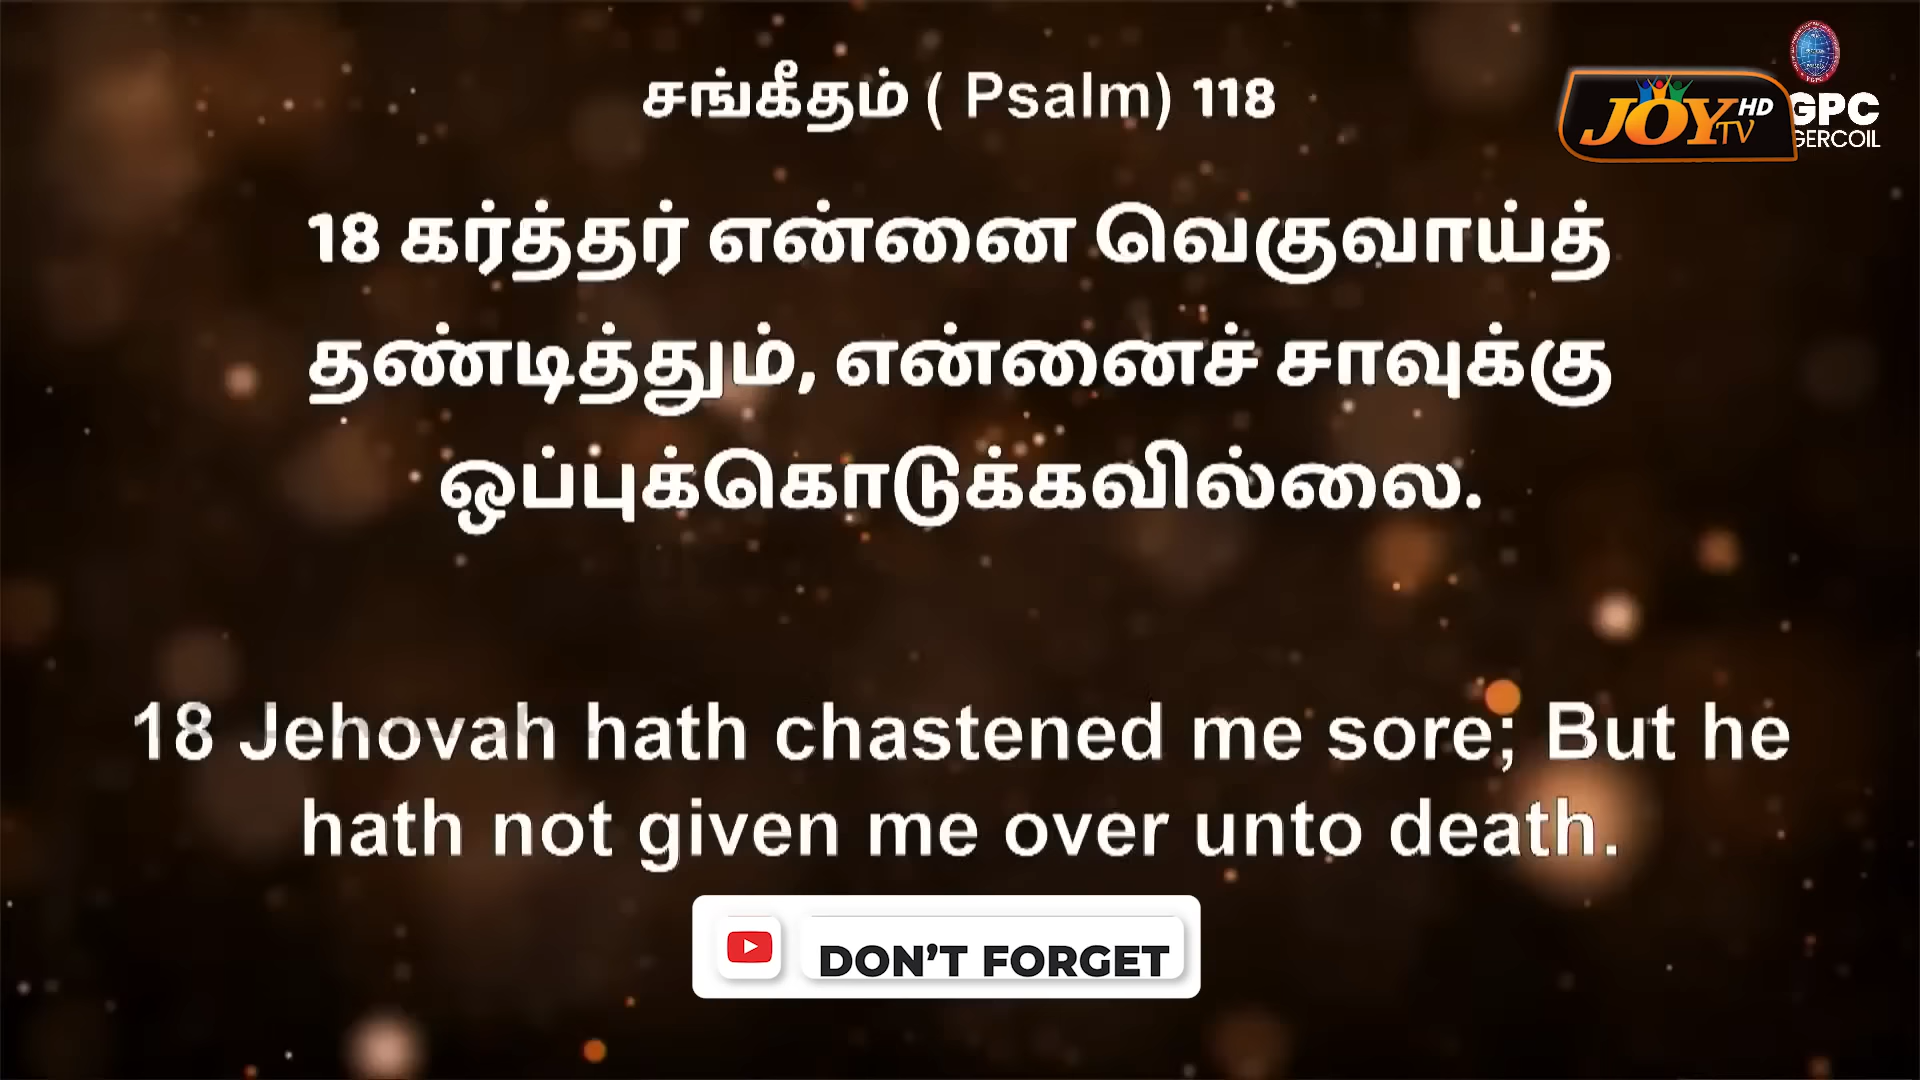 சங்கீதம் ( Psalm) 118
JOY TV HD
GPC
GERCOIL
18 கர்த்தர் என்னை வெகுவாய்த்
தண்டித்தும், என்னைச் சாவுக்கு
ஒப்புக்கொடுக்கவில்லை.
18 Jehovah hath chastened me sore; But he
hath not given me over unto death.
DON'T FORGET